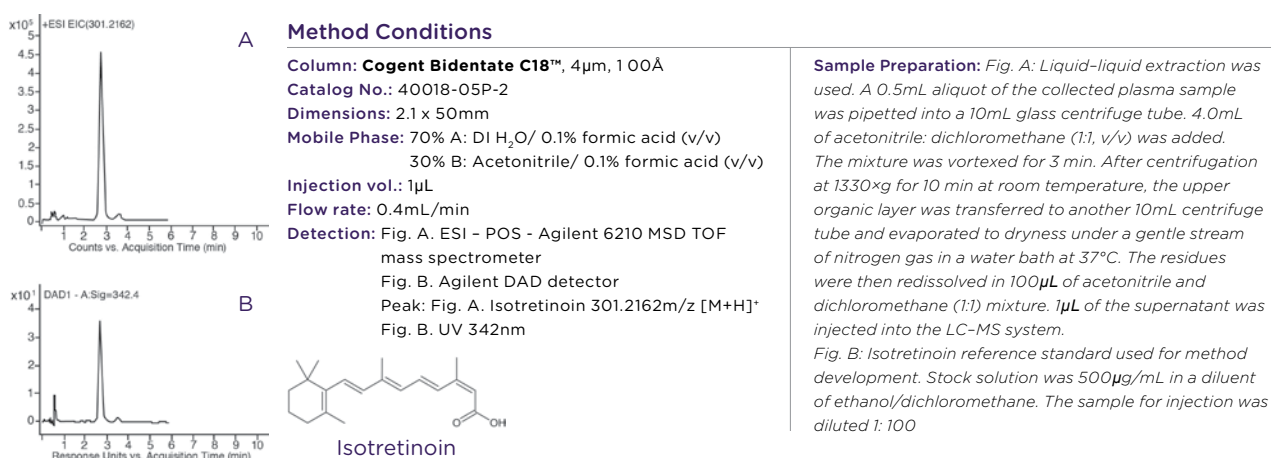 x10⁵ +ESI EIC(301.2162)
A
4.5
4
3.5
3
2.5
2
1.5
1
0.5
0
1 2 3 4 5 6 7 8 9 10
Counts vs. Acquisition Time (min)
x10¹ DAD1 - A:Sig=342.4
B
4
3
2
1
0
1 2 3 4 5 6 7 8 9 10
Response Units vs. Acquisition Time (min)
Method Conditions
Column: Cogent Bidentate C18™, 4µm, 100Å
Catalog No.: 40018-05P-2
Dimensions: 2.1 x 50mm
Mobile Phase: 70% A: DI H₂O/ 0.1% formic acid (v/v)
30% B: Acetonitrile/ 0.1% formic acid (v/v)
Injection vol.: 1µL
Flow rate: 0.4mL/min
Detection: Fig. A. ESI – POS - Agilent 6210 MSD TOF
mass spectrometer
Fig. B. Agilent DAD detector
Peak: Fig. A. Isotretinoin 301.2162m/z [M+H]⁺
Fig. B. UV 342nm
O
OH
Isotretinoin
Sample Preparation: Fig. A: Liquid–liquid extraction was
used. A 0.5mL aliquot of the collected plasma sample
was pipetted into a 10mL glass centrifuge tube. 4.0mL
of acetonitrile: dichloromethane (1:1, v/v) was added.
The mixture was vortexed for 3 min. After centrifugation
at 1330×g for 10 min at room temperature, the upper
organic layer was transferred to another 10mL centrifuge
tube and evaporated to dryness under a gentle stream
of nitrogen gas in a water bath at 37°C. The residues
were then redissolved in 100µL of acetonitrile and
dichloromethane (1:1) mixture. 1µL of the supernatant was
injected into the LC–MS system.
Fig. B: Isotretinoin reference standard used for method
development. Stock solution was 500µg/mL in a diluent
of ethanol/dichloromethane. The sample for injection was
diluted 1: 100